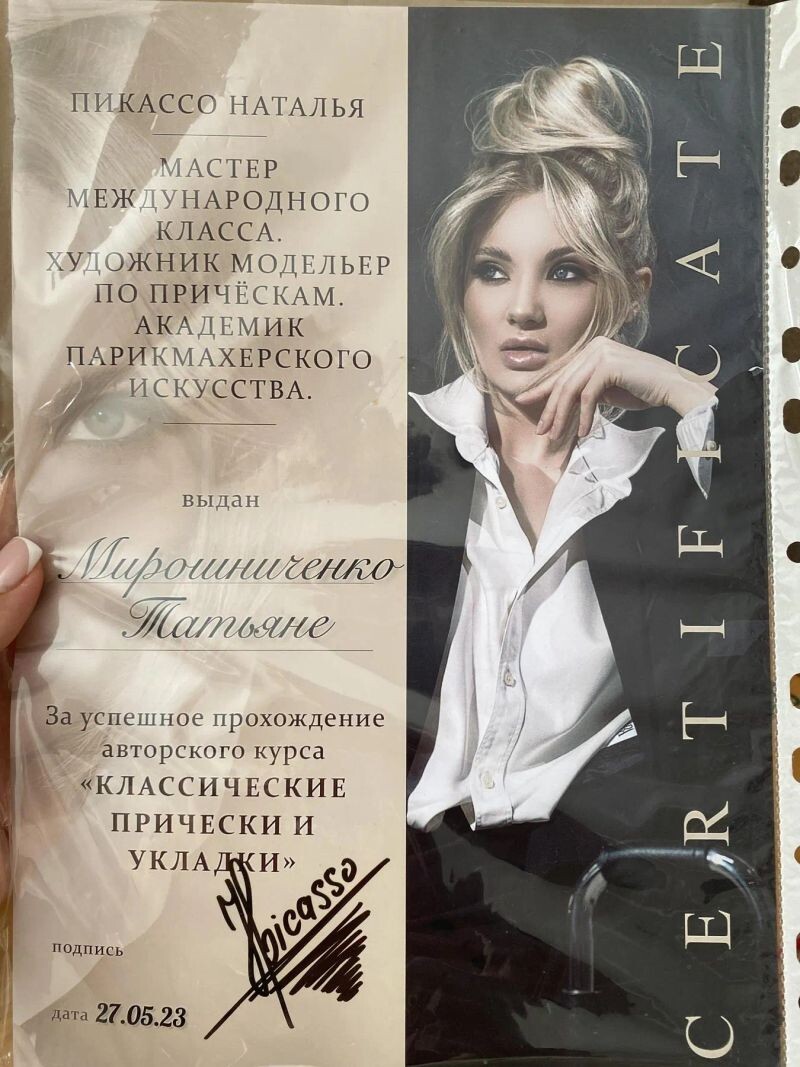 ПИКАССО НАТАЛЬЯ
МАСТЕР
МЕЖДУНАРОДНОГО
КЛАССА.
ХУДОЖНИК МОДЕЛЬЕР
ПО ПРИЧЁСКАМ.
АКАДЕМИК
ПАРИКМАХЕРСКОГО
ИСКУССТВА.
выдан
Мирошниченко
Татьяне
За успешное прохождение
авторского курса
«КЛАССИЧЕСКИЕ
ПРИЧЕСКИ И
УКЛАДКИ»
подпись
picasso
дата 27.05.23
CERTIFICATE